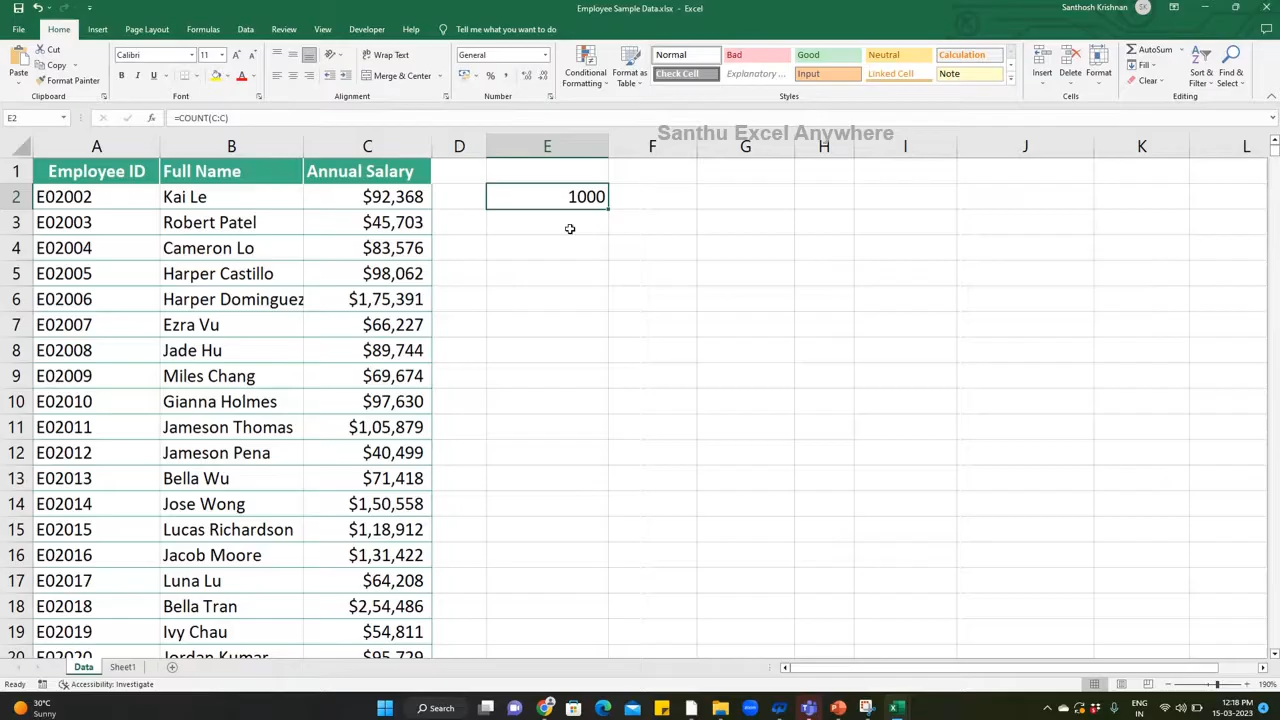 Employee Sample Data.xlsx - Excel
Santhosh Krishnan SK
File Home Insert Page Layout Formulas Data Review View Developer Help Tell me what you want to do
Paste
Cut
Copy
Format Painter
Clipboard
Calibri 11
B I U
Font
Wrap Text
Merge & Center
Alignment
General
Number
Conditional Formatting
Format as Table
Normal Bad Good Neutral Calculation
Check Cell Explanatory ... Input Linked Cell Note
Styles
Insert Delete Format
Cells
AutoSum
Fill
Clear
Sort & Filter
Find & Select
Editing
E2 fx =COUNT(C:C)
Santhu Excel Anywhere
A B C D E F G H I J K L
1 Employee ID Full Name Annual Salary
2 E02002 Kai Le $92,368 1000
3 E02003 Robert Patel $45,703
4 E02004 Cameron Lo $83,576
5 E02005 Harper Castillo $98,062
6 E02006 Harper Dominguez $1,75,391
7 E02007 Ezra Vu $66,227
8 E02008 Jade Hu $89,744
9 E02009 Miles Chang $69,674
10 E02010 Gianna Holmes $97,630
11 E02011 Jameson Thomas $1,05,879
12 E02012 Jameson Pena $40,499
13 E02013 Bella Wu $71,418
14 E02014 Jose Wong $1,50,558
15 E02015 Lucas Richardson $1,18,912
16 E02016 Jacob Moore $1,31,422
17 E02017 Luna Lu $64,208
18 E02018 Bella Tran $2,54,486
19 E02019 Ivy Chau $54,811
20 E02020 Jordan Kumar $95,729
Data Sheet1
Ready Accessibility: Investigate 190%
30°C
Sunny
Search
ENG
IN
12:18 PM
15-03-2023